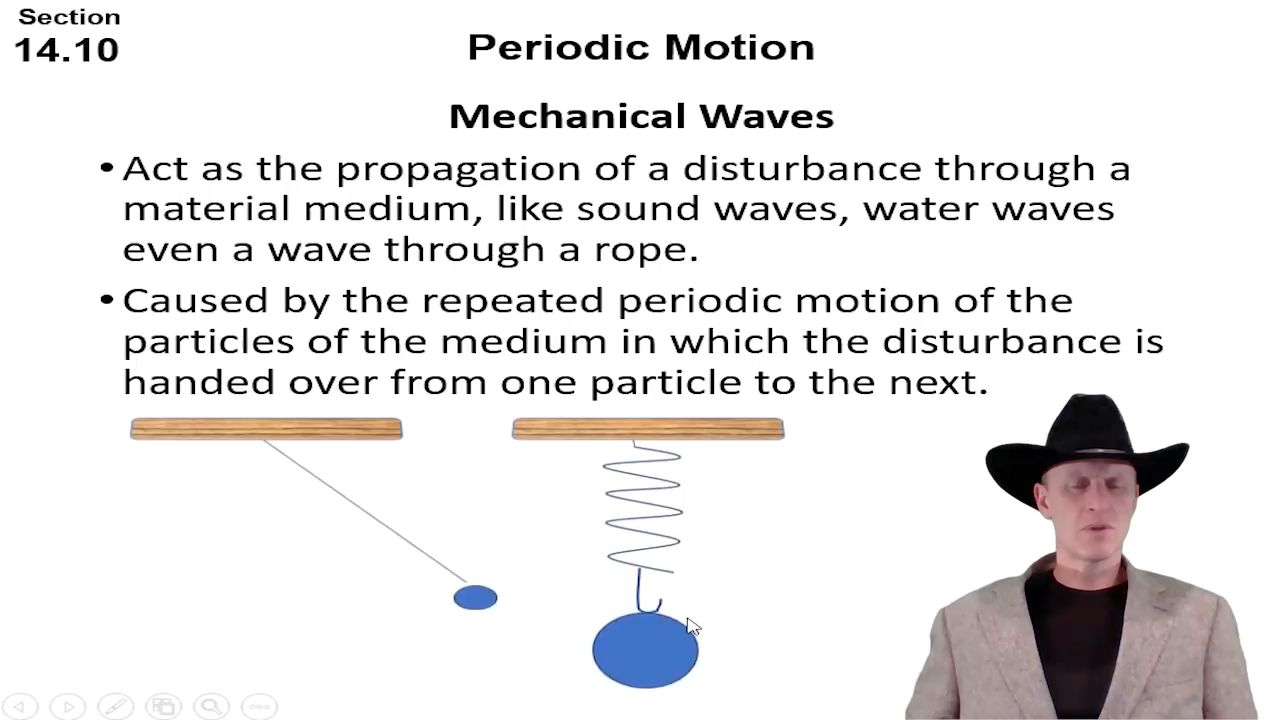 Section
14.10
Periodic Motion
Mechanical Waves
•Act as the propagation of a disturbance through a
material medium, like sound waves, water waves
even a wave through a rope.
•Caused by the repeated periodic motion of the
particles of the medium in which the disturbance is
handed over from one particle to the next.